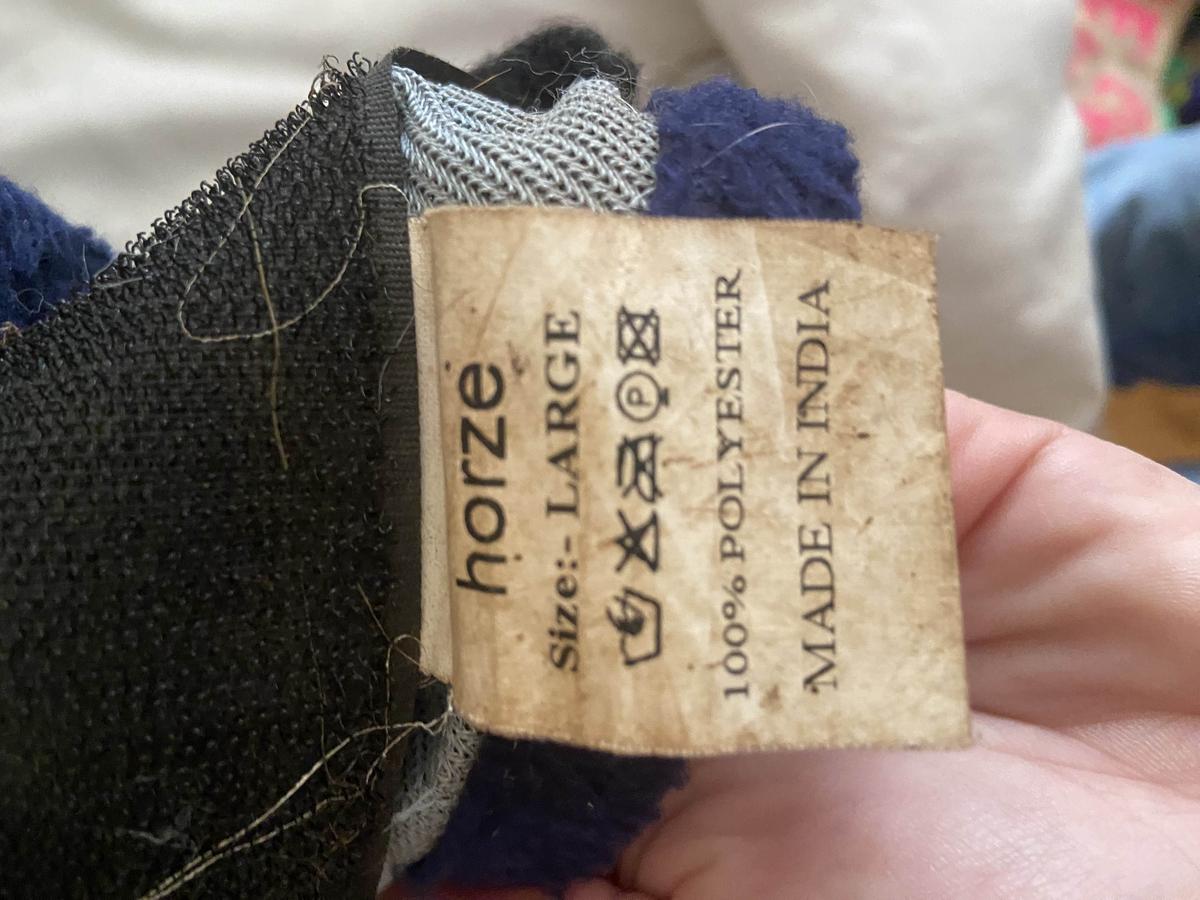 horze
Size:- LARGE
P
100% POLYESTER
MADE IN INDIA